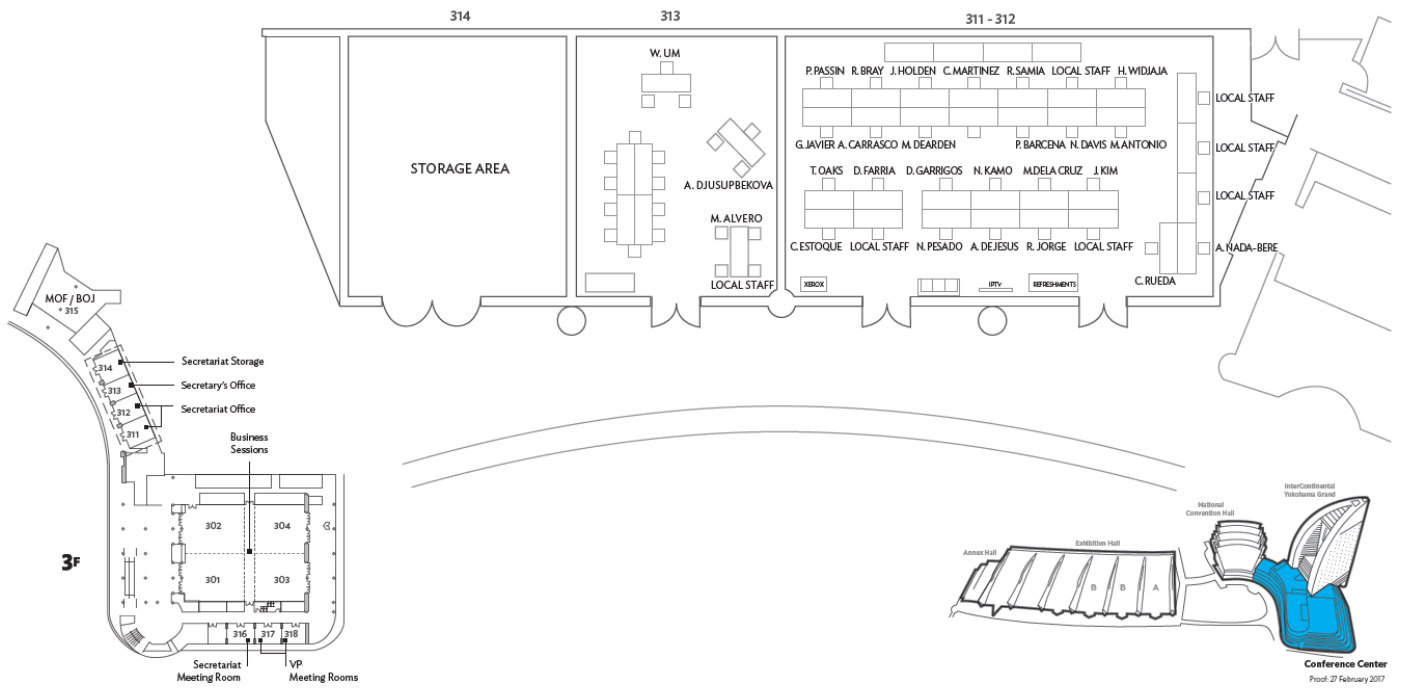 314
313
311 - 312
W. UM
A. DJUSUPBEKOVA
M. ALVERO
LOCAL STAFF
STORAGE AREA
P. PASSIN R. BRAY J. HOLDEN C. MARTINEZ R. SAMIA LOCAL STAFF H. WIDJAJA
G. JAVIER A. CARRASCO M. DEARDEN P. BARCENA N. DAVIS M. ANTONIO
T. OAKS D. FARRIA D. GARRIGOS N. KAMO M.DELA CRUZ J. KIM
C. ESTOQUE LOCAL STAFF N. PESADO A. DEJESUS R. JORGE LOCAL STAFF
LOCAL STAFF
LOCAL STAFF
LOCAL STAFF
A. NADA-BERE
C. RUEDA
XEROX
IPTV
REFRESHMENTS
MOF / BOJ
315
314
313
312
311
Secretariat Storage
Secretary's Office
Secretariat Office
Business
Sessions
302
304
301
303
3F
316
317
318
Secretariat
Meeting Room
VP
Meeting Rooms
Annex Hall
Exhibition Hall
B
B
A
National
Convention Hall
InterContinental
Yokohama Grand
Conference Center
Proof: 27 February 2017